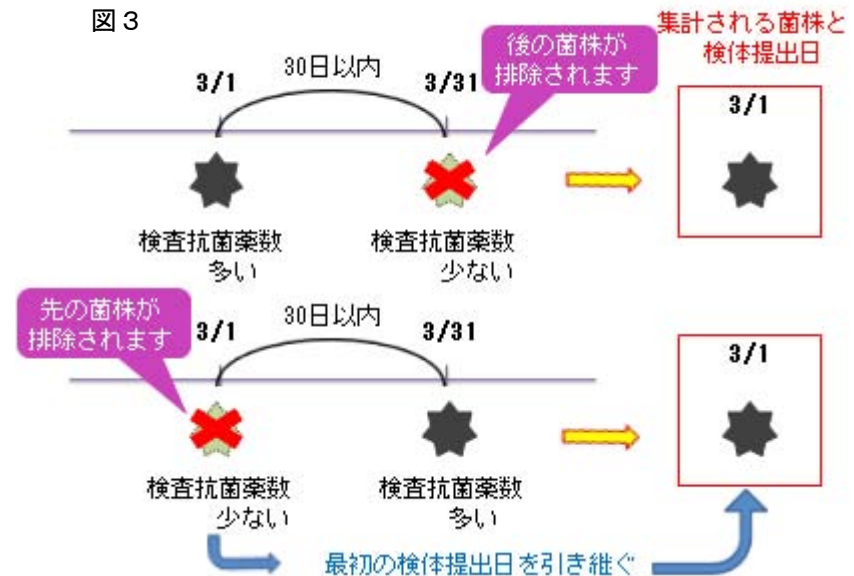 図３
集計される菌株と
検体提出日
後の菌株が
排除されます
30日以内
3/1
3/31
3/1
検査抗菌薬数
多い
検査抗菌薬数
少ない
先の菌株が
排除されます
30日以内
3/1
3/31
3/1
検査抗菌薬数
少ない
検査抗菌薬数
多い
最初の検体提出日を引き継ぐ